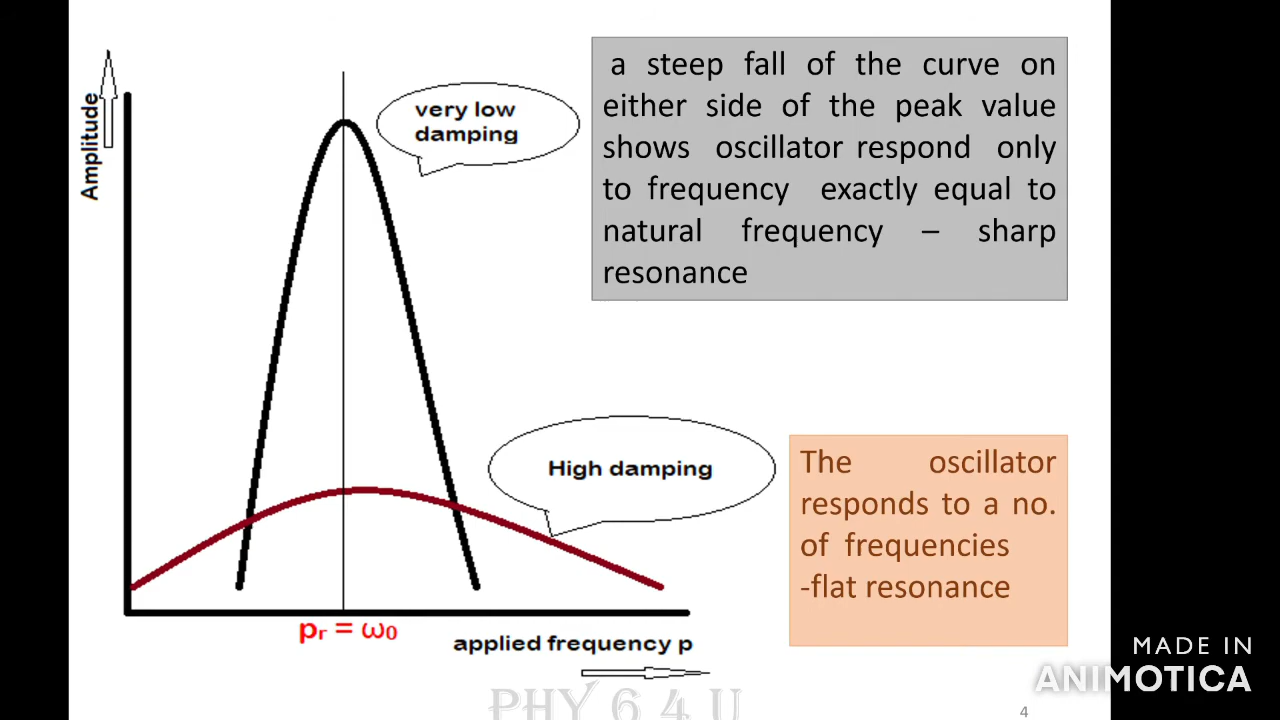 Amplitude
very low
damping
a steep fall of the curve on
either side of the peak value
shows oscillator respond only
to frequency exactly equal to
natural frequency – sharp
resonance
High damping
The oscillator
responds to a no.
of frequencies
-flat resonance
pr = ω0
applied frequency p
MADE IN
ANIMOTICA
PHY 6 4 U
4